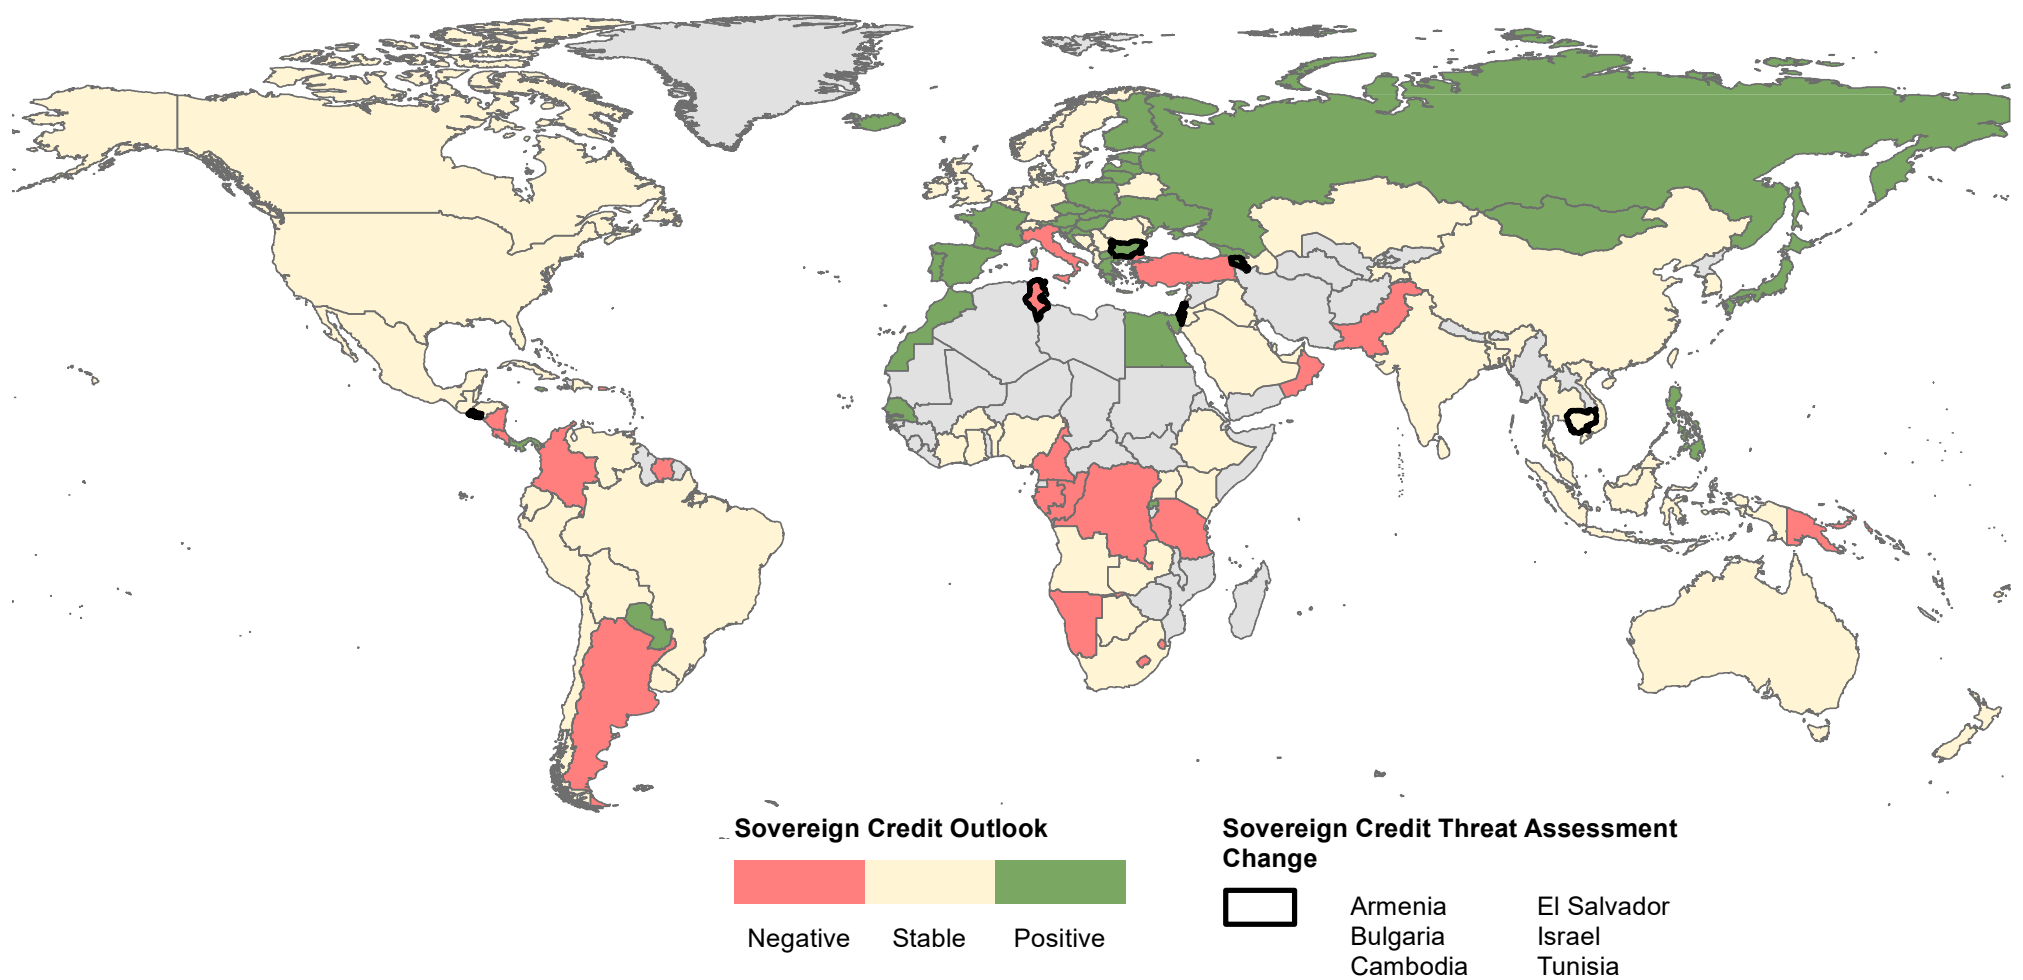 Sovereign Credit Outlook
Negative Stable Positive
Sovereign Credit Threat Assessment
Change
Armenia El Salvador
Bulgaria Israel
Cambodia Tunisia